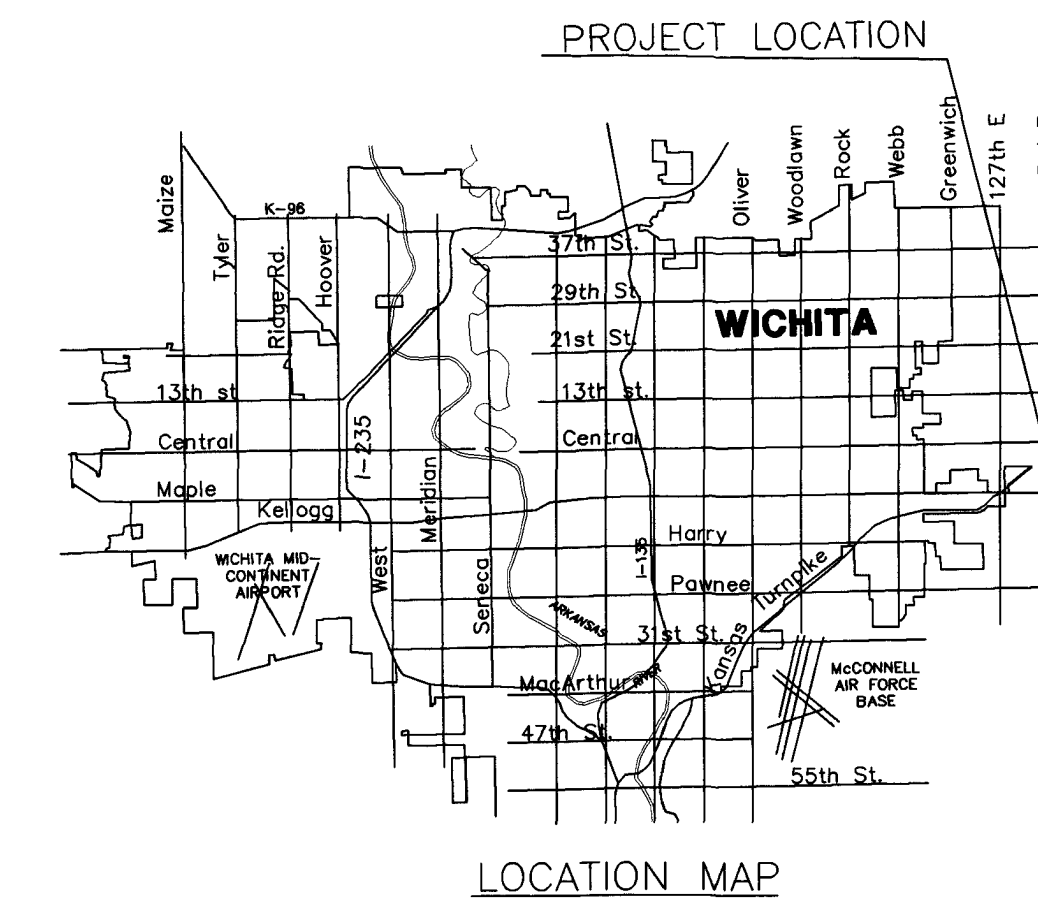 PROJECT LOCATION
Maize
Tyler
Ridge Rd.
Hoover
K-96
Oliver
Woodlawn
Rock
Webb
Greenwich
127th E
37th St.
29th St
21st St.
13th st.
Central
WICHITA
13th st
Central
Maple
Kellogg
I-235
Meridian
West
Seneca
WICHITA MID-
CONTINENT
AIRPORT
Harry
I-135
Pawnee
Kansas Turnpike
ARKANSAS
RIVER
31st St.
MacArthur
47th St.
McCONNELL
AIR FORCE
BASE
55th St.
LOCATION MAP